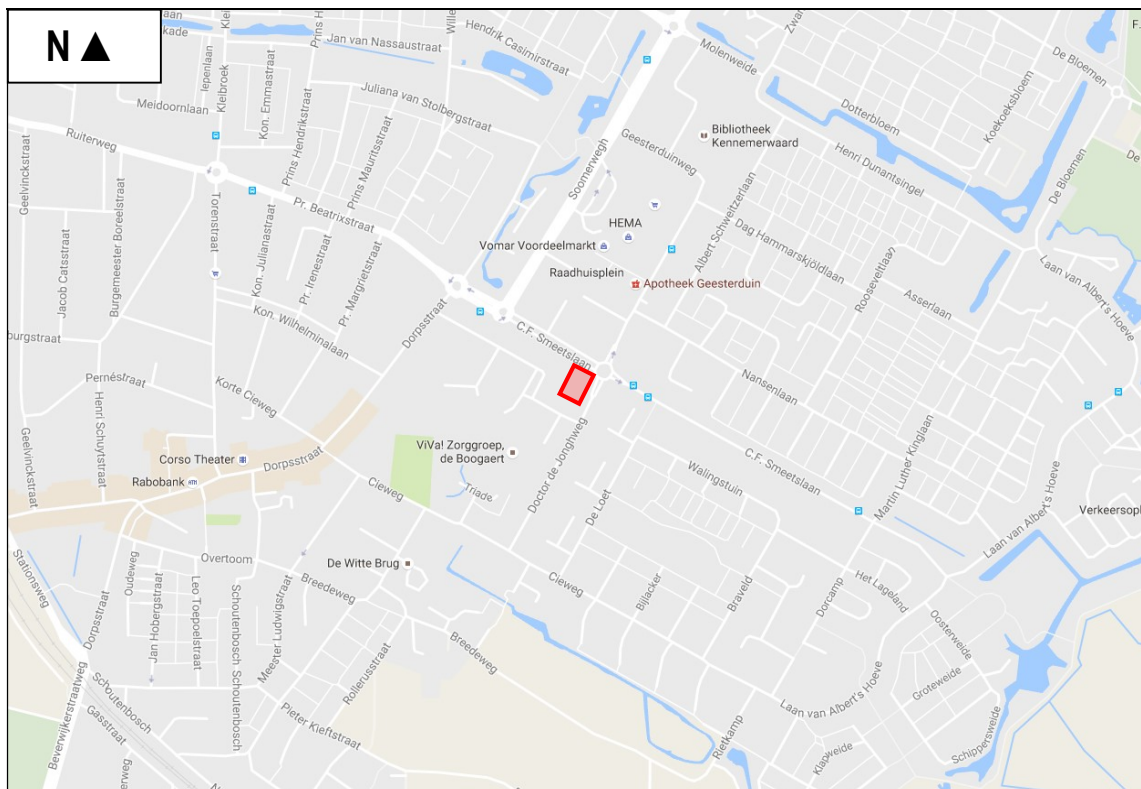 N ▲
kade
Jan van Nassaustraat
Hendrik Casimirstraat
Molenweide
De Bloemen
Iepenlaan
Kleibroek
Kon. Emmastraat
Meidoornlaan
Juliana van Stolbergstraat
Dotterbloem
Koekoeksbloem
Ruiterweg
Prins Hendrikstraat
Prins Mauritsstraat
Soomerwegh
Geesterduinweg
Bibliotheek
Kennemerwaard
Henri Dunantsingel
De Bloemen
Geelvinckstraat
Jacob Catsstraat
Burgemeester Boreelstraat
Torenstraat
Kon. Julianastraat
Pr. Beatrixstraat
Pr. Irenestraat
Pr. Margrietstraat
HEMA
Vomar Voordeelmarkt
Albert Schweitzerlaan
Dag Hammarskjöldlaan
Raadhuisplein
Apotheek Geesterduin
Rooseveltlaan
Asserlaan
Laan van Albert's Hoeve
Kon. Wilhelminalaan
Dorpsstraat
C.F. Smeetslaan
burgstraat
Pernéstraat
Henri Schuytstraat
Korte Cieweg
Nansenlaan
Geelvinckstraat
Corso Theater
Dorpsstraat
Rabobank
ViVa! Zorggroep,
de Boogaert
Triade
Cieweg
Doctor de Jonghweg
De Loet
Walingstuin
C.F. Smeetslaan
Martin Luther Kinglaan
Laan van Albert's Hoeve
Verkeersopl
Stationsweg
Overtoom
Oudeweg
Breedeweg
De Witte Brug
Dorpsstraat
Jan Hobergstraat
Leo Toepoelstraat
Schoutenbosch
Schoutenbosch
Meester Ludwigstraat
Rollerusstraat
Breedeweg
Cieweg
Bijlacker
Braveld
Dorcamp
Het Lageland
Oosterweide
Groteweide
Beverwijkerstraatweg
Schoutenbosch
Gasstraat
Pieter Kieftstraat
Rietkamp
Laan van Albert's Hoeve
Klapweide
Schippersweide